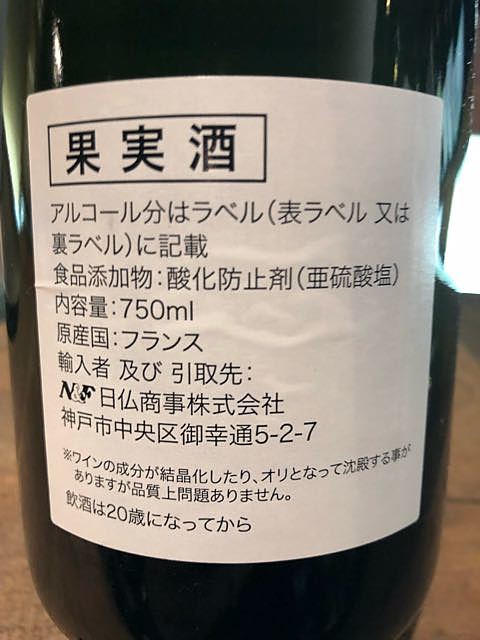 果実酒
アルコール分はラベル(表ラベル 又は
裏ラベル)に記載
食品添加物:酸化防止剤(亜硫酸塩)
内容量:750ml
原産国:フランス
輸入者 及び 引取先:
N&F 日仏商事株式会社
神戸市中央区御幸通5-2-7
※ワインの成分が結晶化したり、オリとなって沈殿する事が
ありますが品質上問題ありません。
飲酒は20歳になってから